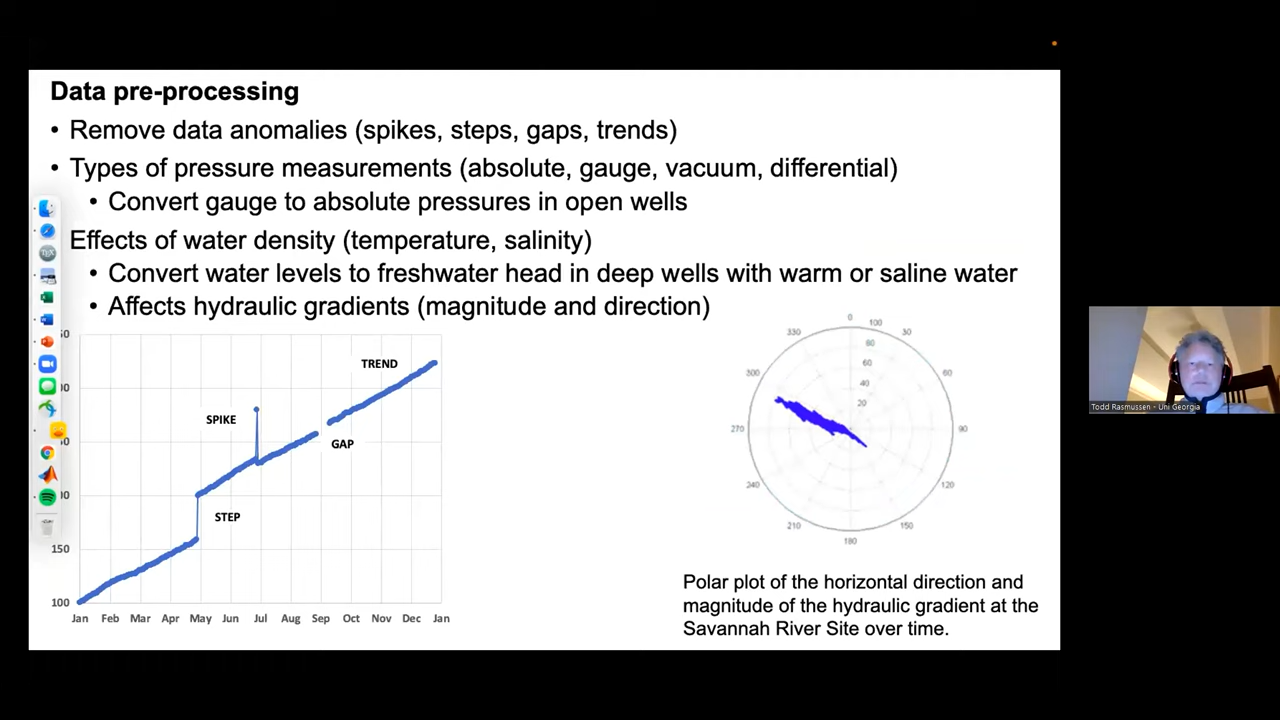 Data pre-processing
• Remove data anomalies (spikes, steps, gaps, trends)
• Types of pressure measurements (absolute, gauge, vacuum, differential)
• Convert gauge to absolute pressures in open wells
Effects of water density (temperature, salinity)
• Convert water levels to freshwater head in deep wells with warm or saline water
• Affects hydraulic gradients (magnitude and direction)
TREND
SPIKE
GAP
STEP
150
100
Jan Feb Mar Apr May Jun Jul Aug Sep Oct Nov Dec Jan
0
100
30
330
80
60
300
60
40
20
270
90
240
120
210
150
180
Polar plot of the horizontal direction and
magnitude of the hydraulic gradient at the
Savannah River Site over time.
Todd Rasmussen - Uni Georgia